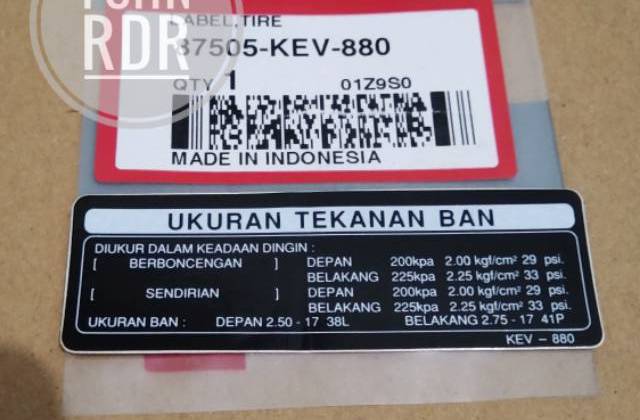 RDR
LABEL,TIRE
87505-KEV-880
QTY 1 01Z9S0
MADE IN INDONESIA
UKURAN TEKANAN BAN
DIUKUR DALAM KEADAAN DINGIN :
[ BERBONCENGAN ] DEPAN 200kpa 2.00 kgf/cm² 29 psi.
BELAKANG 225kpa 2.25 kgf/cm² 33 psi.
[ SENDIRIAN ] DEPAN 200kpa 2.00 kgf/cm² 29 psi.
BELAKANG 225kpa 2.25 kgf/cm² 33 psi.
UKURAN BAN : DEPAN 2.50 - 17 38L BELAKANG 2.75 - 17 41P
KEV - 880